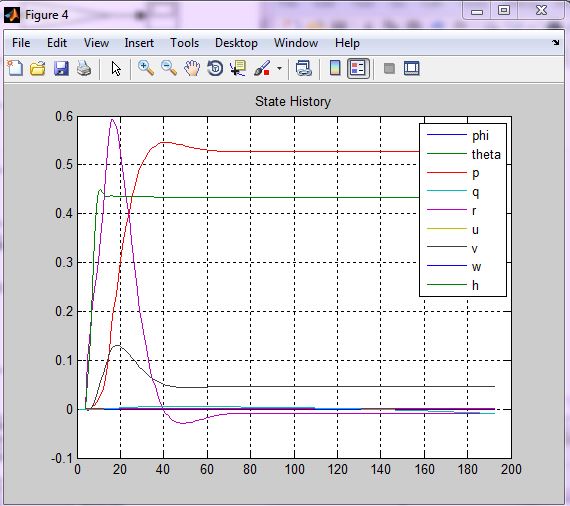 Figure 4
File Edit View Insert Tools Desktop Window Help
State History
0.6
0.5
0.4
0.3
0.2
0.1
0
-0.1
0 20 40 60 80 100 120 140 160 180 200
phi
theta
p
q
r
u
v
w
h